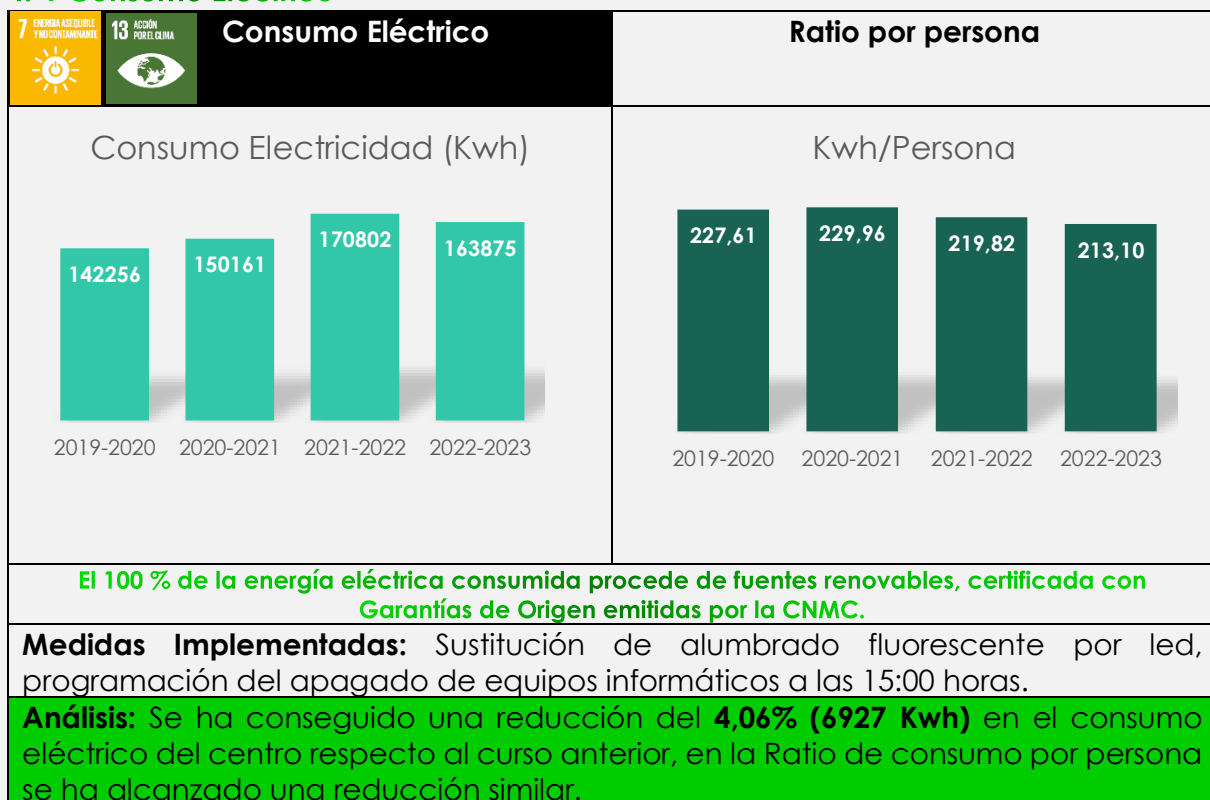 7 ENERGÍA ASEQUIBLE
Y NO CONTAMINANTE
13 ACCIÓN
POR EL CLIMA
Consumo Eléctrico
Ratio por persona
Consumo Electricidad (Kwh)
142256
150161
170802
163875
2019-2020 2020-2021 2021-2022 2022-2023
Kwh/Persona
227,61
229,96
219,82
213,10
2019-2020 2020-2021 2021-2022 2022-2023
El 100 % de la energía eléctrica consumida procede de fuentes renovables, certificada con
Garantías de Origen emitidas por la CNMC.
Medidas Implementadas: Sustitución de alumbrado fluorescente por led,
programación del apagado de equipos informáticos a las 15:00 horas.
Análisis: Se ha conseguido una reducción del 4,06% (6927 Kwh) en el consumo
eléctrico del centro respecto al curso anterior, en la Ratio de consumo por persona
se ha alcanzado una reducción similar.